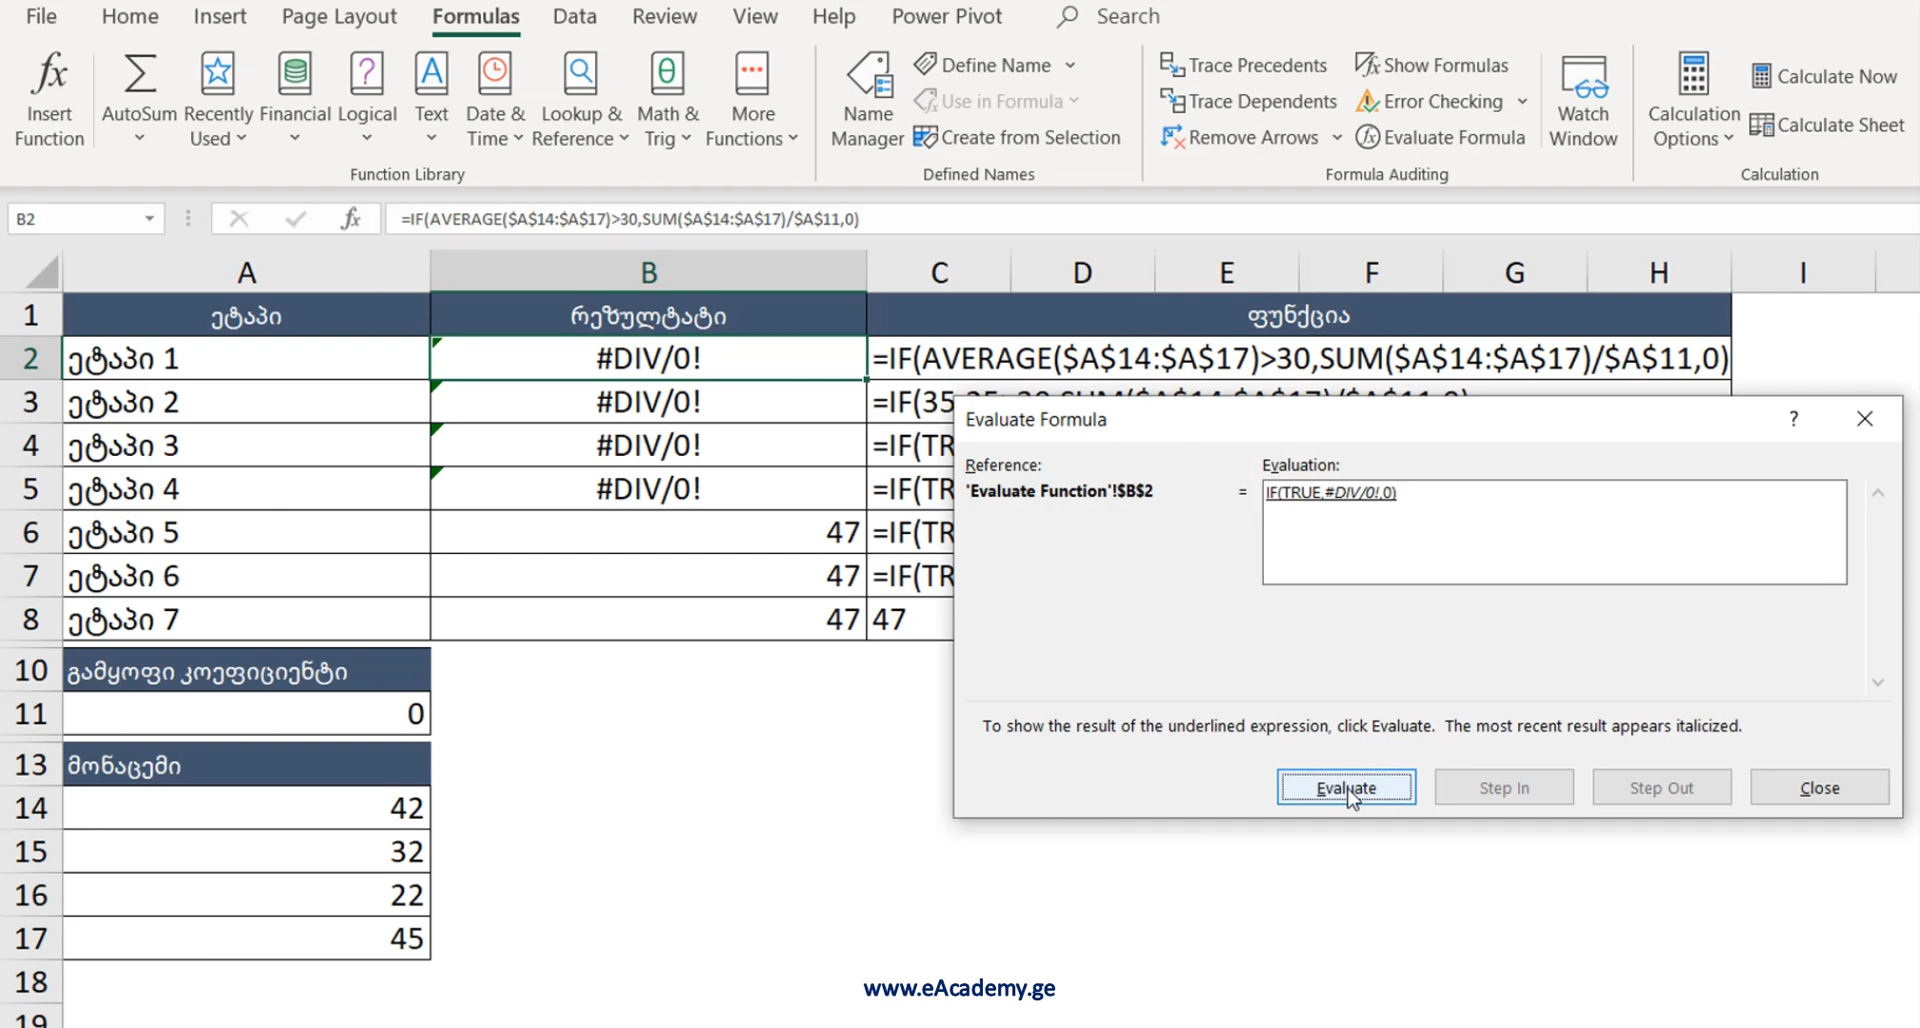 File Home Insert Page Layout Formulas Data Review View Help Power Pivot Search
fx Insert Function
AutoSum
Recently Used
Financial
Logical
Text
Date & Time
Lookup & Reference
Math & Trig
More Functions
Function Library
Name Manager
Define Name
Use in Formula
Create from Selection
Defined Names
Trace Precedents
Trace Dependents
Remove Arrows
Show Formulas
Error Checking
Evaluate Formula
Formula Auditing
Watch Window
Calculation Options
Calculate Now
Calculate Sheet
Calculation
B2 fx =IF(AVERAGE($A$14:$A$17)>30,SUM($A$14:$A$17)/$A$11,0)
A B C D E F G H I
1 ეტაპი რეზულტატი ფუნქცია
2 ეტაპი 1 #DIV/0! =IF(AVERAGE($A$14:$A$17)>30,SUM($A$14:$A$17)/$A$11,0)
3 ეტაპი 2 #DIV/0! =IF(35
4 ეტაპი 3 #DIV/0! =IF(TR
5 ეტაპი 4 #DIV/0! =IF(TR
6 ეტაპი 5 47 =IF(TR
7 ეტაპი 6 47 =IF(TR
8 ეტაპი 7 47 47
10 გამყოფი კოეფიციენტი
11 0
13 მონაცემი
14 42
15 32
16 22
17 45
18
19
Evaluate Formula ?
Reference: Evaluation:
'Evaluate Function'!$B$2 = IF(TRUE,#DIV/0!,0)
To show the result of the underlined expression, click Evaluate. The most recent result appears italicized.
Evaluate Step In Step Out Close
www.eAcademy.ge